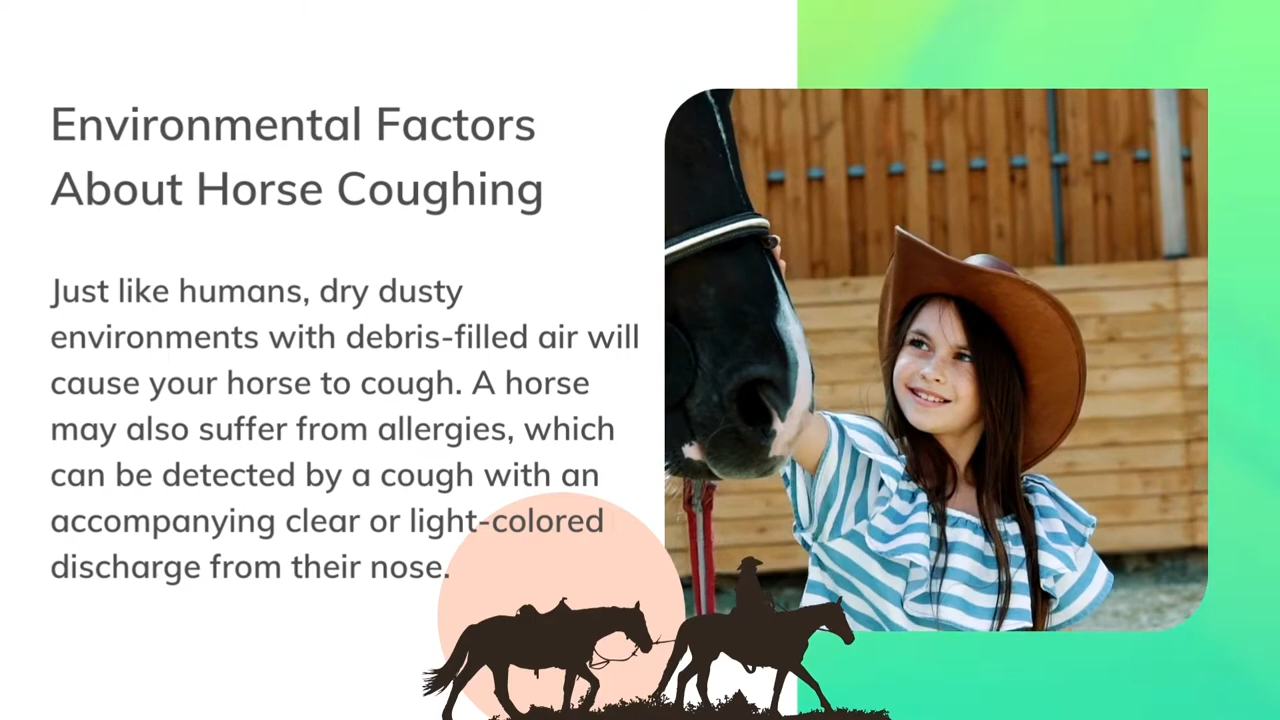 Environmental Factors
About Horse Coughing
Just like humans, dry dusty
environments with debris-filled air will
cause your horse to cough. A horse
may also suffer from allergies, which
can be detected by a cough with an
accompanying clear or light-colored
discharge from their nose.